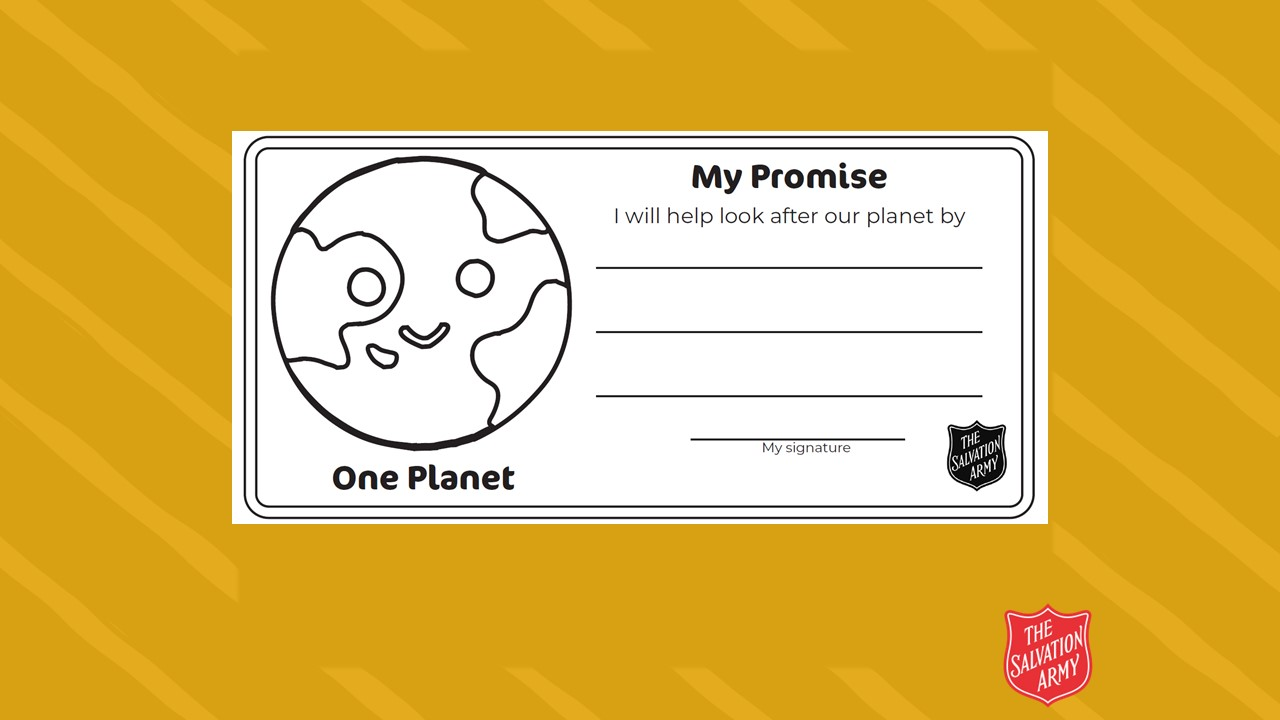 My Promise
I will help look after our planet by
My signature
THE
SALVATION
ARMY
One Planet
THE
SALVATION
ARMY